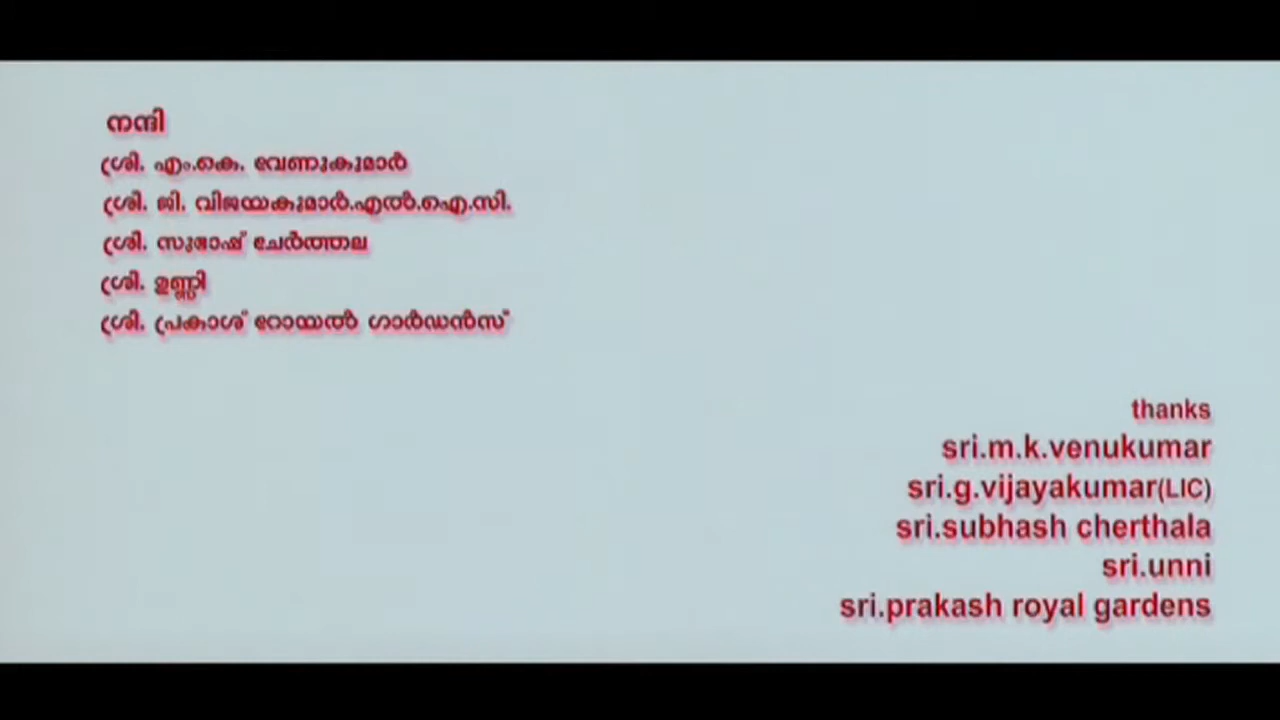 നന്ദി
ശ്രീ. എം.കെ. വേണുകുമാർ
ശ്രീ. ജി. വിജയകുമാർ.എൽ.ഐ.സി.
ശ്രീ. സുഭാഷ് ചേർത്തല
ശ്രീ. ഉണ്ണി
ശ്രീ. പ്രകാശ് റോയൽ ഗാർഡൻസ്
thanks
sri.m.k.venukumar
sri.g.vijayakumar(LIC)
sri.subhash cherthala
sri.unni
sri.prakash royal gardens